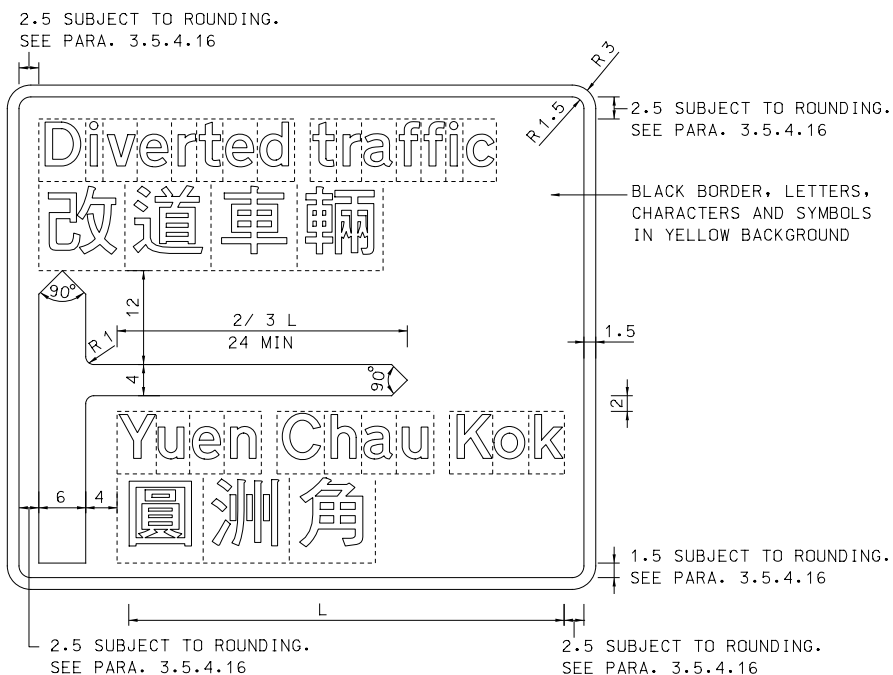 2.5 SUBJECT TO ROUNDING.
SEE PARA. 3.5.4.16
R 3
R1.5
2.5 SUBJECT TO ROUNDING.
SEE PARA. 3.5.4.16
Diverted traffic
改道車輛
BLACK BORDER, LETTERS,
CHARACTERS AND SYMBOLS
IN YELLOW BACKGROUND
90°
12
2/ 3 L
24 MIN
R1
1.5
4
90°
2
Yuen Chau Kok
圓洲角
6
4
1.5 SUBJECT TO ROUNDING.
SEE PARA. 3.5.4.16
L
2.5 SUBJECT TO ROUNDING.
SEE PARA. 3.5.4.16
2.5 SUBJECT TO ROUNDING.
SEE PARA. 3.5.4.16